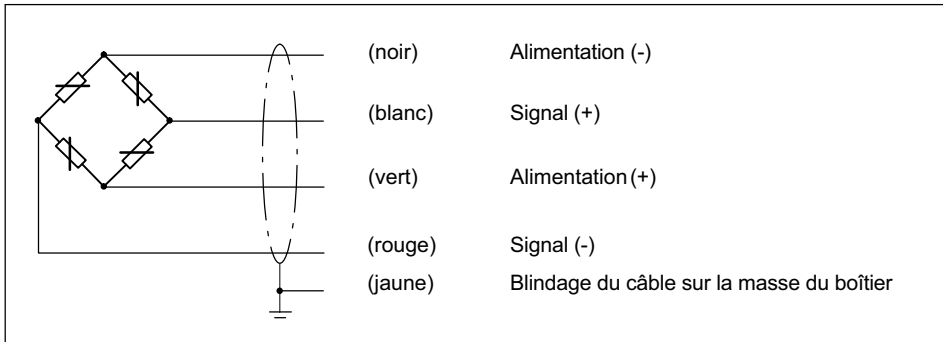 (noir) Alimentation (-)
(blanc) Signal (+)
(vert) Alimentation (+)
(rouge) Signal (-)
(jaune) Blindage du câble sur la masse du boîtier